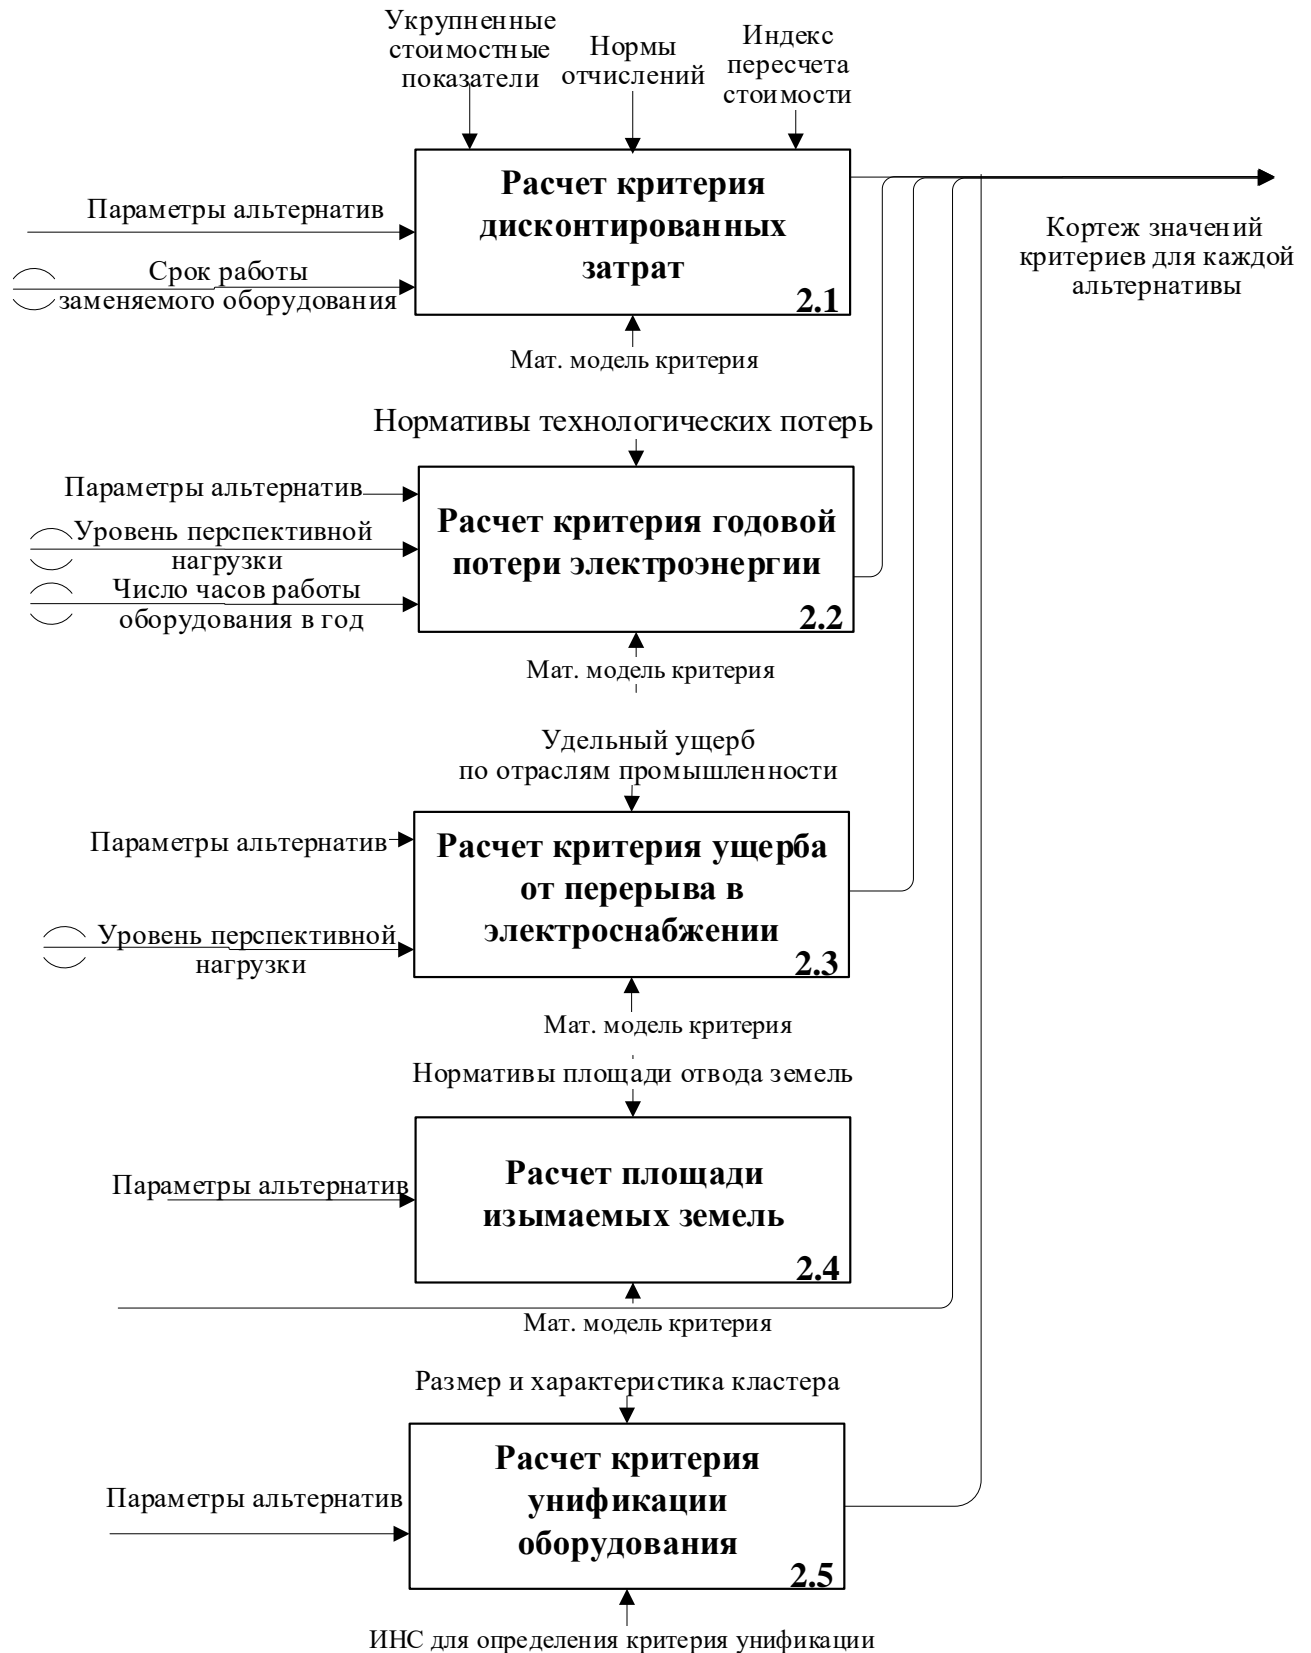 Укрупненные
стоимостные
показатели
Нормы
отчислений
Индекс
пересчета
стоимости
Расчет критерия
дисконтированных
затрат
2.1
Параметры альтернатив
Срок работы
заменяемого оборудования
Кортеж значений
критериев для каждой
альтернативы
Мат. модель критерия
Нормативы технологических потерь
Параметры альтернатив
Уровень перспективной
нагрузки
Число часов работы
оборудования в год
Расчет критерия годовой
потери электроэнергии
2.2
Мат. модель критерия
Удельный ущерб
по отраслям промышленности
Параметры альтернатив
Уровень перспективной
нагрузки
Расчет критерия ущерба
от перерыва в
электроснабжении
2.3
Мат. модель критерия
Нормативы площади отвода земель
Параметры альтернатив
Расчет площади
изымаемых земель
2.4
Мат. модель критерия
Размер и характеристика кластера
Параметры альтернатив
Расчет критерия
унификации
оборудования
2.5
ИНС для определения критерия унификации